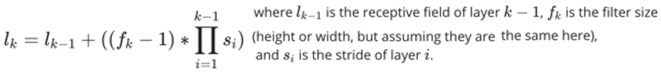 l_k = l_{k-1} + ((f_k − 1) * ∏_{i=1}^{k-1} s_i)
where l_{k−1} is the receptive field of layer k − 1, f_k is the filter size
(height or width, but assuming they are the same here),
and s_i is the stride of layer i.